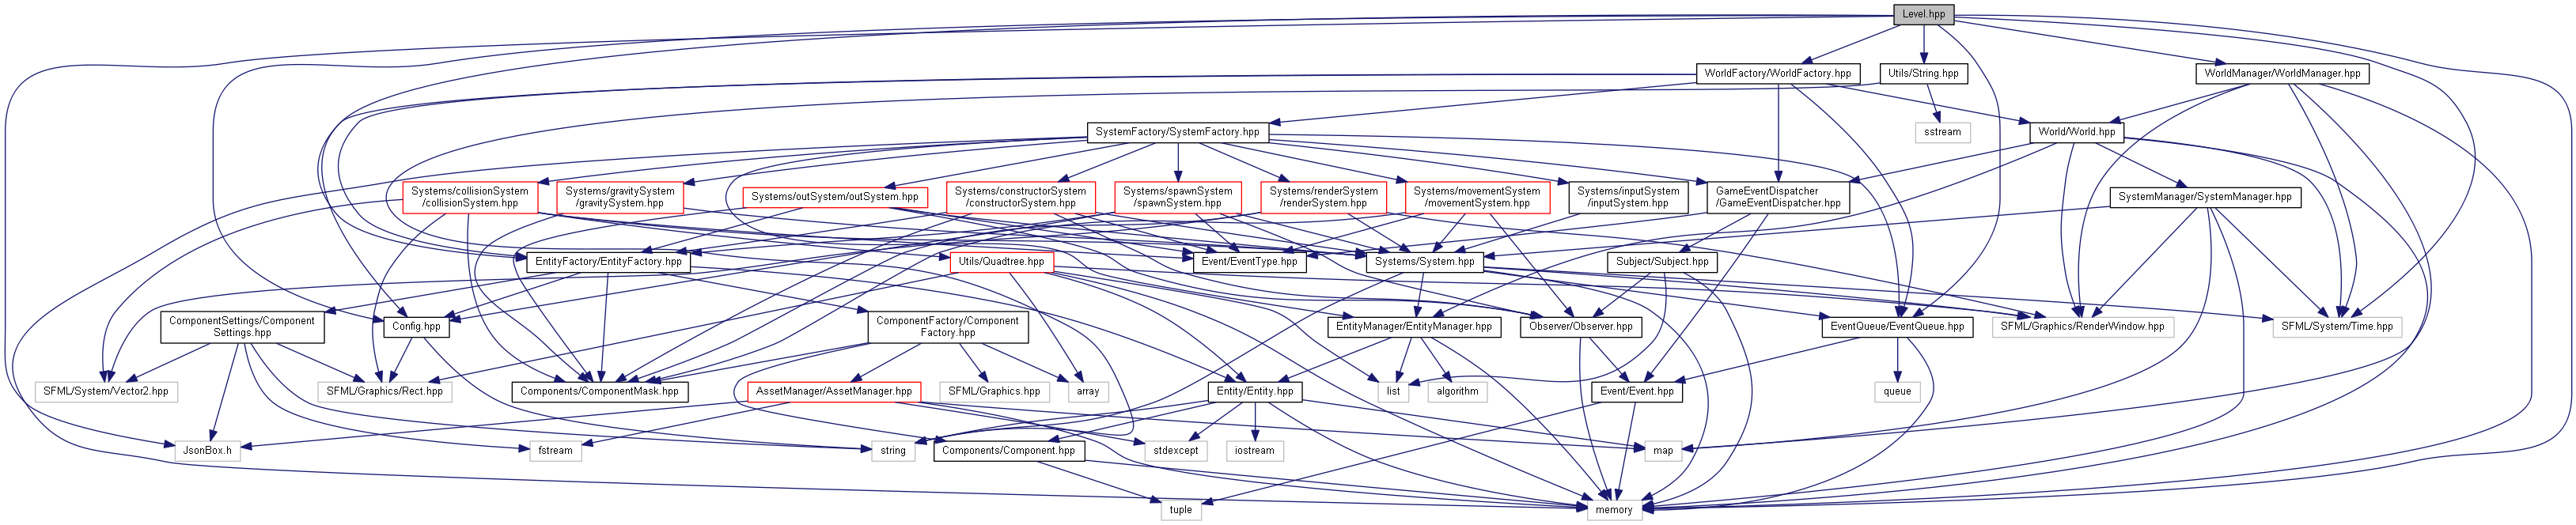 Level.hpp
WorldFactory/WorldFactory.hpp
Utils/String.hpp
WorldManager/WorldManager.hpp
SystemFactory/SystemFactory.hpp
sstream
World/World.hpp
Systems/collisionSystem
/collisionSystem.hpp
Systems/gravitySystem
/gravitySystem.hpp
Systems/outSystem/outSystem.hpp
Systems/constructorSystem
/constructorSystem.hpp
Systems/spawnSystem
/spawnSystem.hpp
Systems/renderSystem
/renderSystem.hpp
Systems/movementSystem
/movementSystem.hpp
Systems/inputSystem
/inputSystem.hpp
GameEventDispatcher
/GameEventDispatcher.hpp
SystemManager/SystemManager.hpp
EntityFactory/EntityFactory.hpp
Utils/Quadtree.hpp
Event/EventType.hpp
Systems/System.hpp
Subject/Subject.hpp
ComponentSettings/Component
Settings.hpp
Config.hpp
ComponentFactory/Component
Factory.hpp
EntityManager/EntityManager.hpp
Observer/Observer.hpp
EventQueue/EventQueue.hpp
SFML/Graphics/RenderWindow.hpp
SFML/System/Time.hpp
SFML/System/Vector2.hpp
SFML/Graphics/Rect.hpp
Components/ComponentMask.hpp
AssetManager/AssetManager.hpp
SFML/Graphics.hpp
array
Entity/Entity.hpp
list
algorithm
Event/Event.hpp
queue
JsonBox.h
fstream
string
Components/Component.hpp
stdexcept
iostream
map
tuple
memory